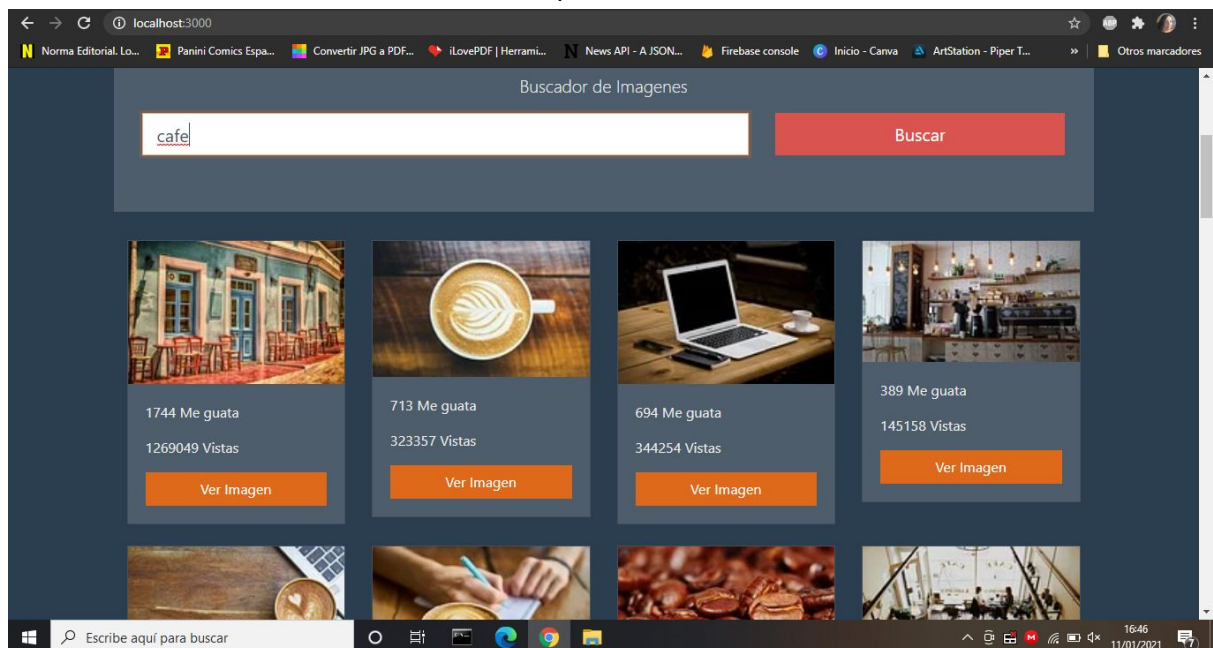 localhost:3000
Norma Editorial. Lo... Panini Comics Espa... Convertir JPG a PDF... iLovePDF | Herrami... News API - A JSON... Firebase console Inicio - Canva ArtStation - Piper T... » Otros marcadores
Buscador de Imagenes
cafe
Buscar
1744 Me guata
1269049 Vistas
Ver Imagen
713 Me guata
323357 Vistas
Ver Imagen
694 Me guata
344254 Vistas
Ver Imagen
389 Me guata
145158 Vistas
Ver Imagen
Escribe aquí para buscar
16:46
11/01/2021